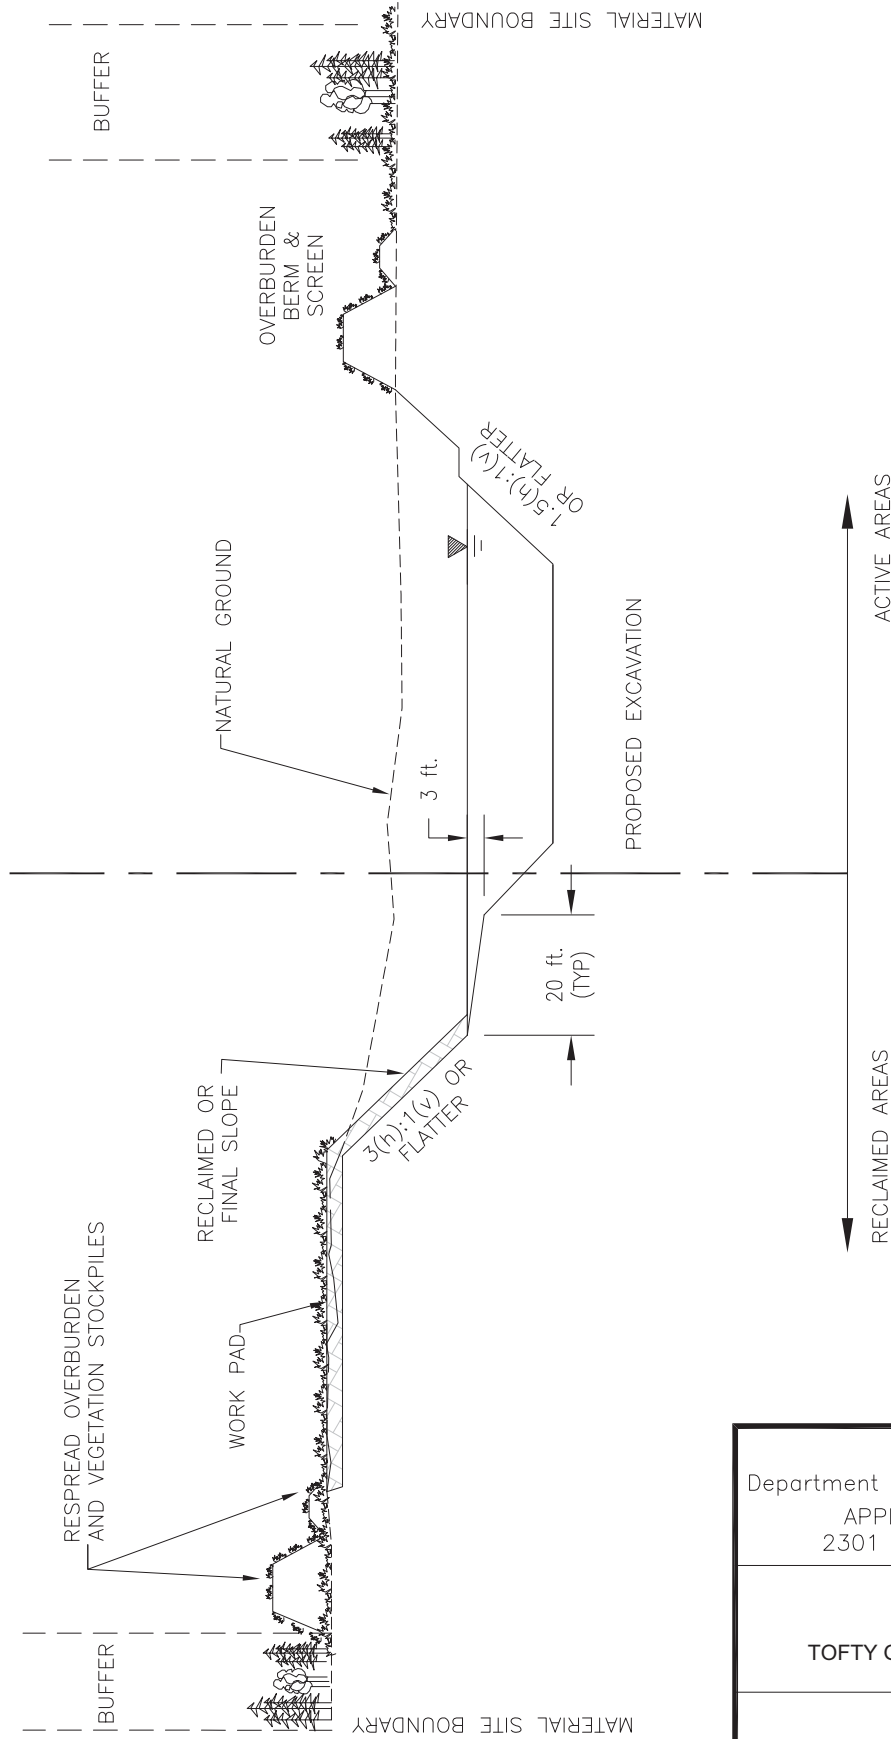 MATERIAL SITE BOUNDARY
BUFFER
OVERBURDEN
BERM &
SCREEN
1.5(h):1(v)
OR FLATTER
NATURAL GROUND
3 ft.
PROPOSED EXCAVATION
ACTIVE AREAS
20 ft.
(TYP)
RECLAIMED OR
FINAL SLOPE
3(h):1(v) OR
FLATTER
RECLAIMED AREAS
RESPREAD OVERBURDEN
AND VEGETATION STOCKPILES
WORK PAD
BUFFER
MATERIAL SITE BOUNDARY
Department
APP
2301
TOFTY